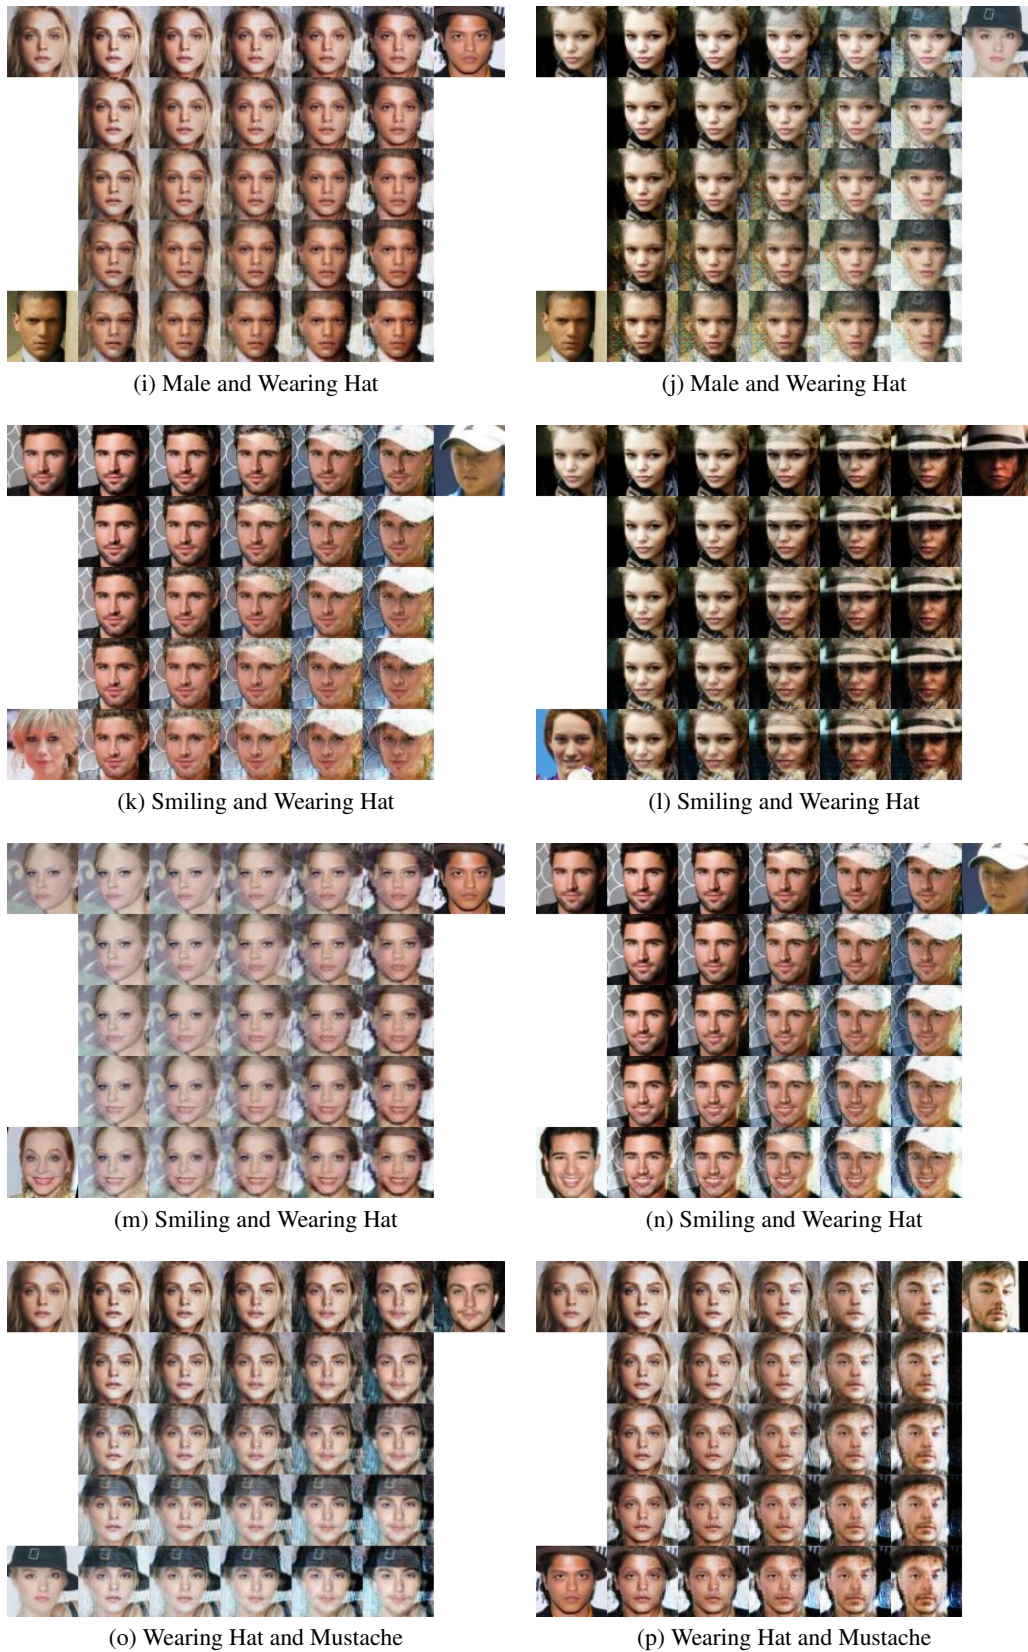 (i) Male and Wearing Hat
(j) Male and Wearing Hat
(k) Smiling and Wearing Hat
(l) Smiling and Wearing Hat
(m) Smiling and Wearing Hat
(n) Smiling and Wearing Hat
(o) Wearing Hat and Mustache
(p) Wearing Hat and Mustache